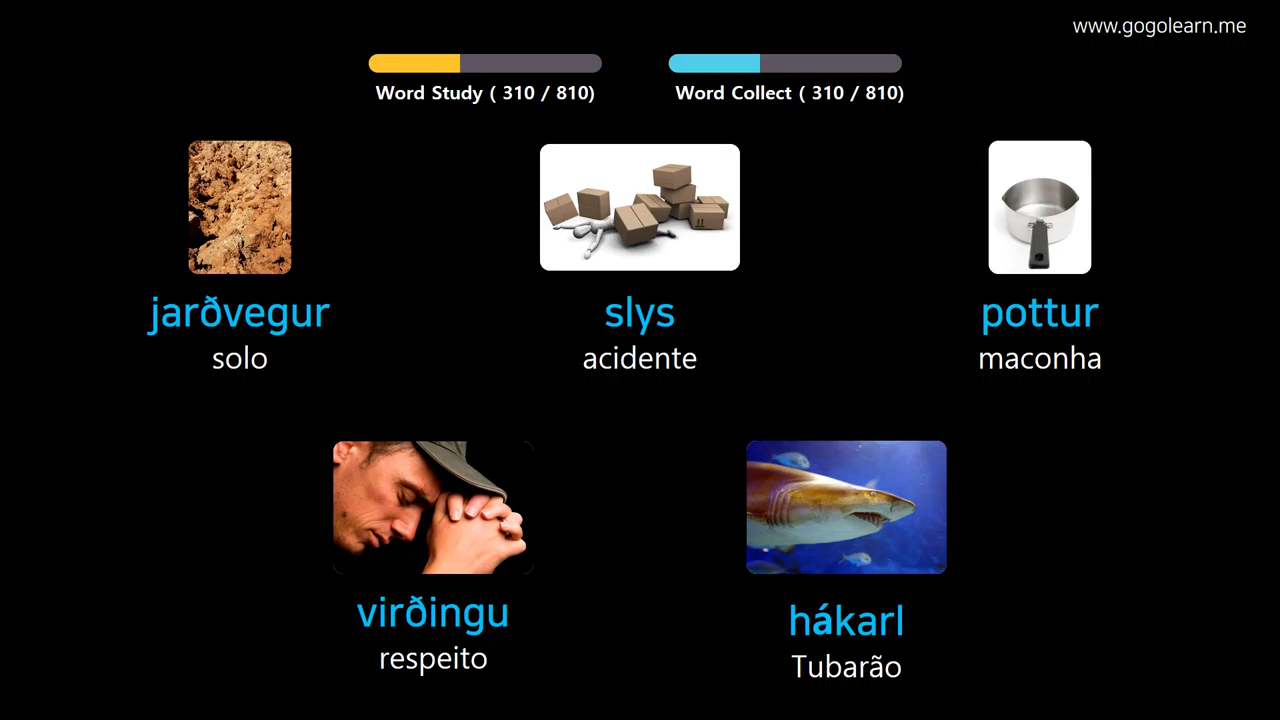 www.gogolearn.me
Word Study ( 310 / 810)
Word Collect ( 310 / 810)
jarðvegur
solo
slys
acidente
pottur
maconha
virðingu
respeito
hákarl
Tubarão